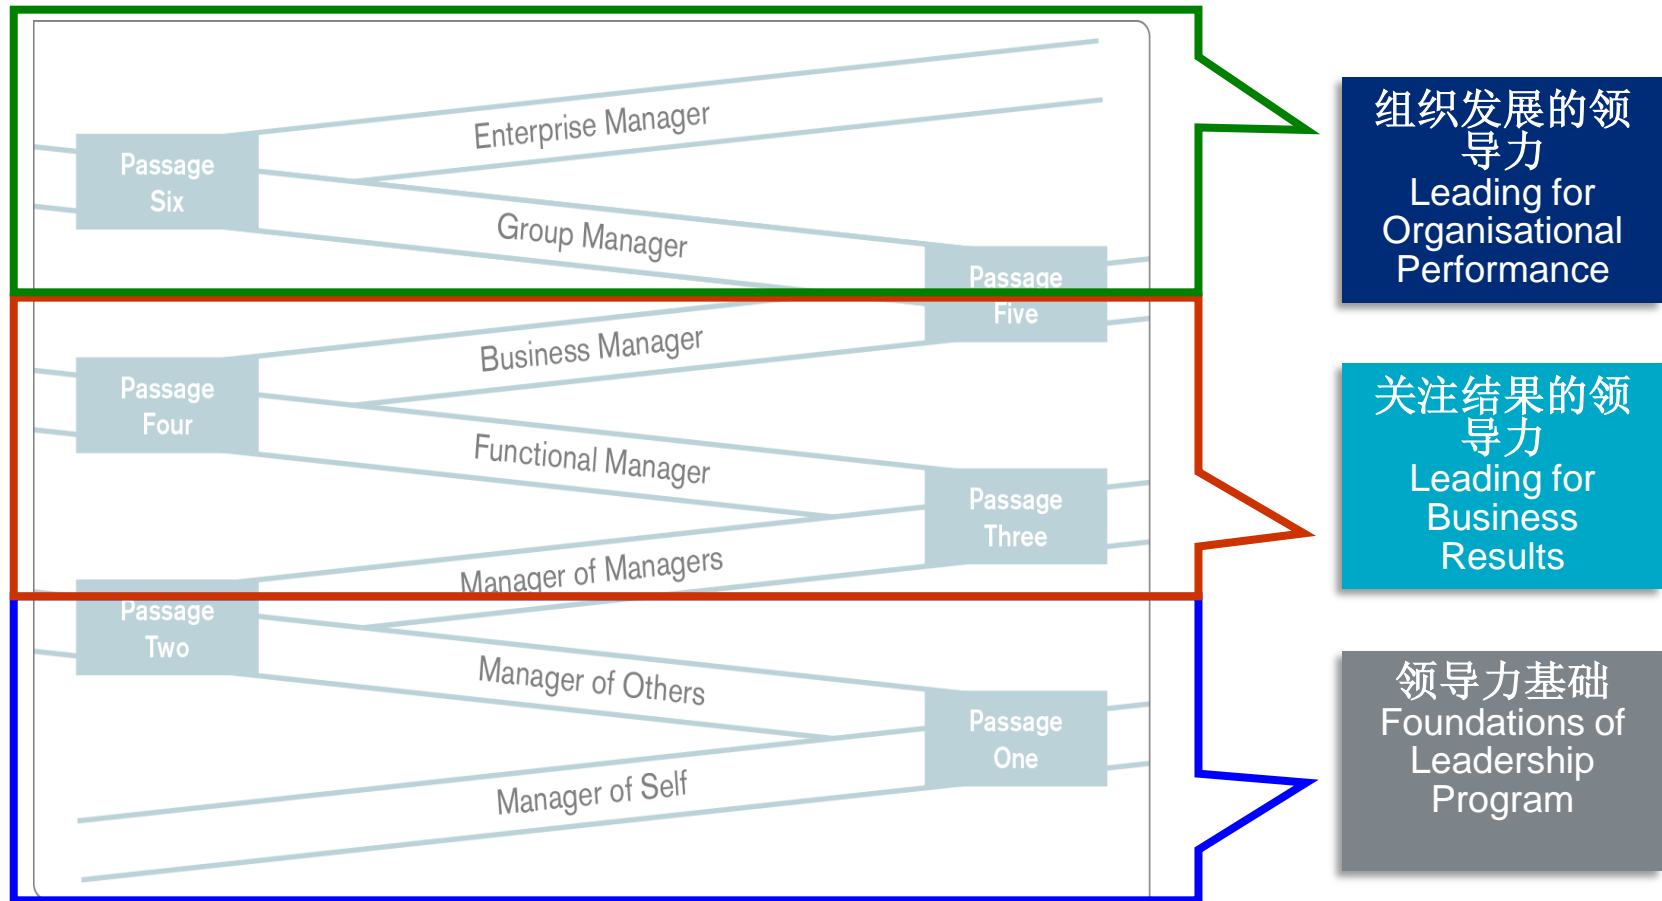 Enterprise Manager
Passage
Six
Group Manager
Passage
Five
Business Manager
Passage
Four
Functional Manager
Passage
Three
Manager of Managers
Passage
Two
Manager of Others
Passage
One
Manager of Self
组织发展的领
导力
Leading for
Organisational
Performance
关注结果的领
导力
Leading for
Business
Results
领导力基础
Foundations of
Leadership
Program